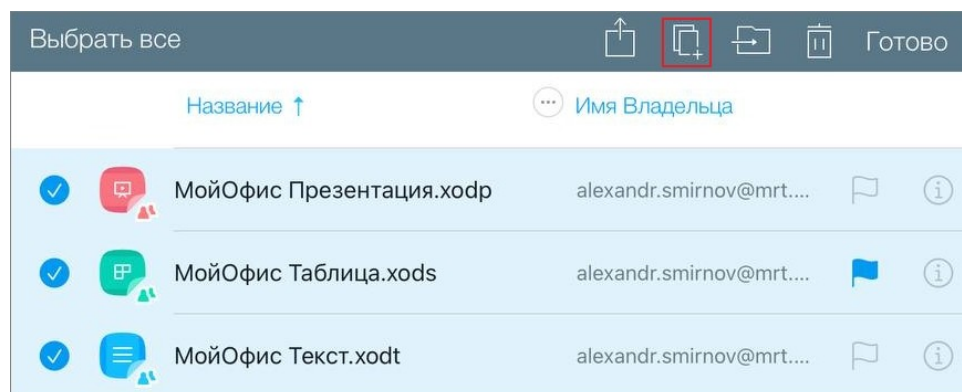 Выбрать все Готово
Название ↑ Имя Владельца
МойОфис Презентация.xodp alexandr.smirnov@mrt....
МойОфис Таблица.xods alexandr.smirnov@mrt....
МойОфис Текст.xodt alexandr.smirnov@mrt....